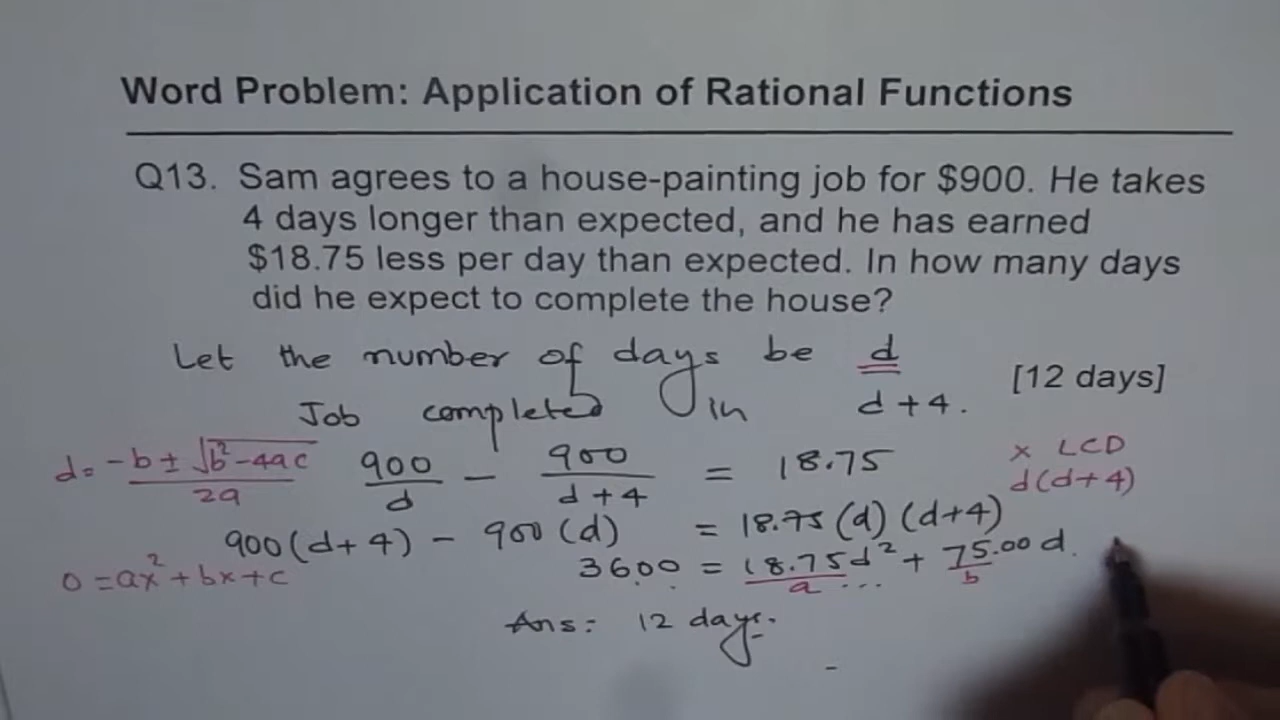 Word Problem: Application of Rational Functions
Q13. Sam agrees to a house-painting job for $900. He takes
4 days longer than expected, and he has earned
$18.75 less per day than expected. In how many days
did he expect to complete the house?
Let the number of days be d
[12 days]
Job completed in d+4.
d = -b ± √b²-4ac / 2a
900/d - 900/d+4 = 18.75
x LCD
d(d+4)
900(d+4) - 900(d) = 18.75(d)(d+4)
0 = ax² + bx + c
3600 = 18.75d² + 75.00d.
a ... b
Ans: 12 days.